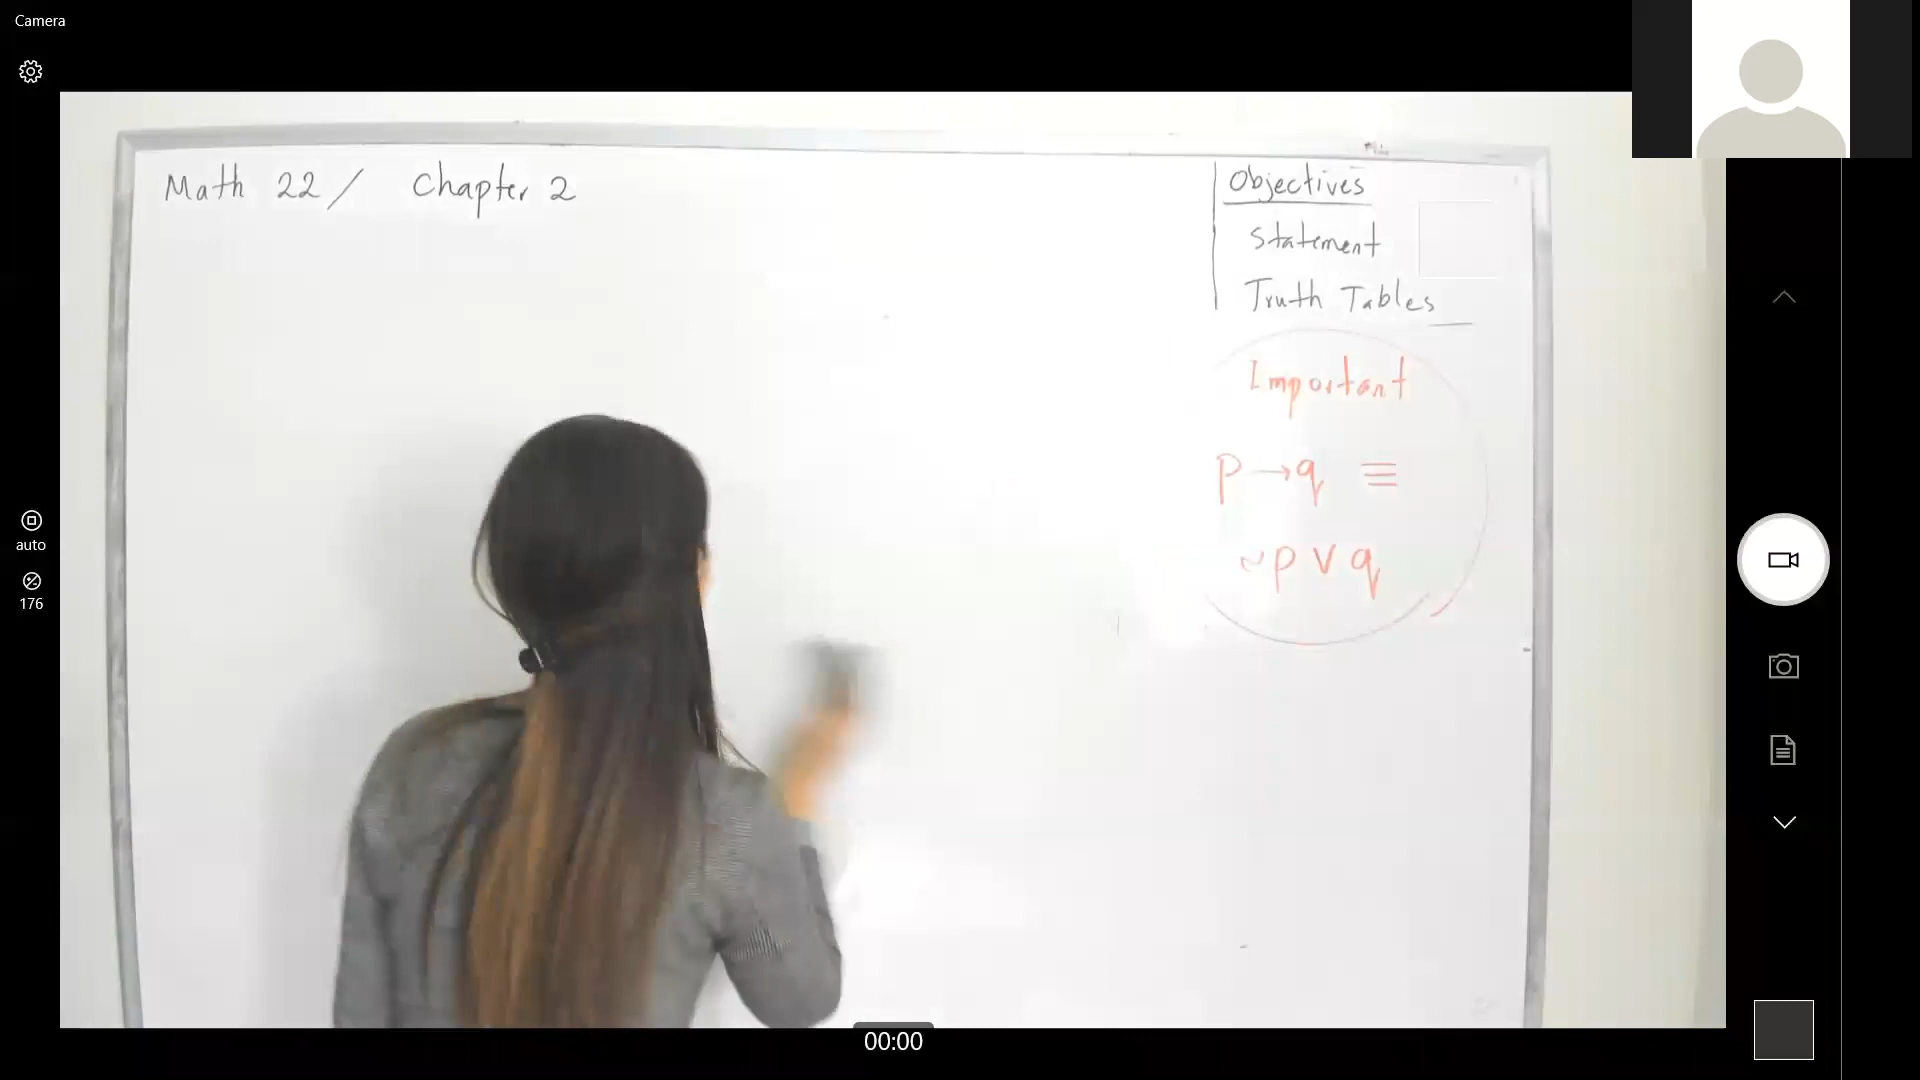 Camera
Math 22 / Chapter 2
Objectives
Statement
Truth Tables
Important
p → q ≡
~p ∨ q
auto
176
00:00